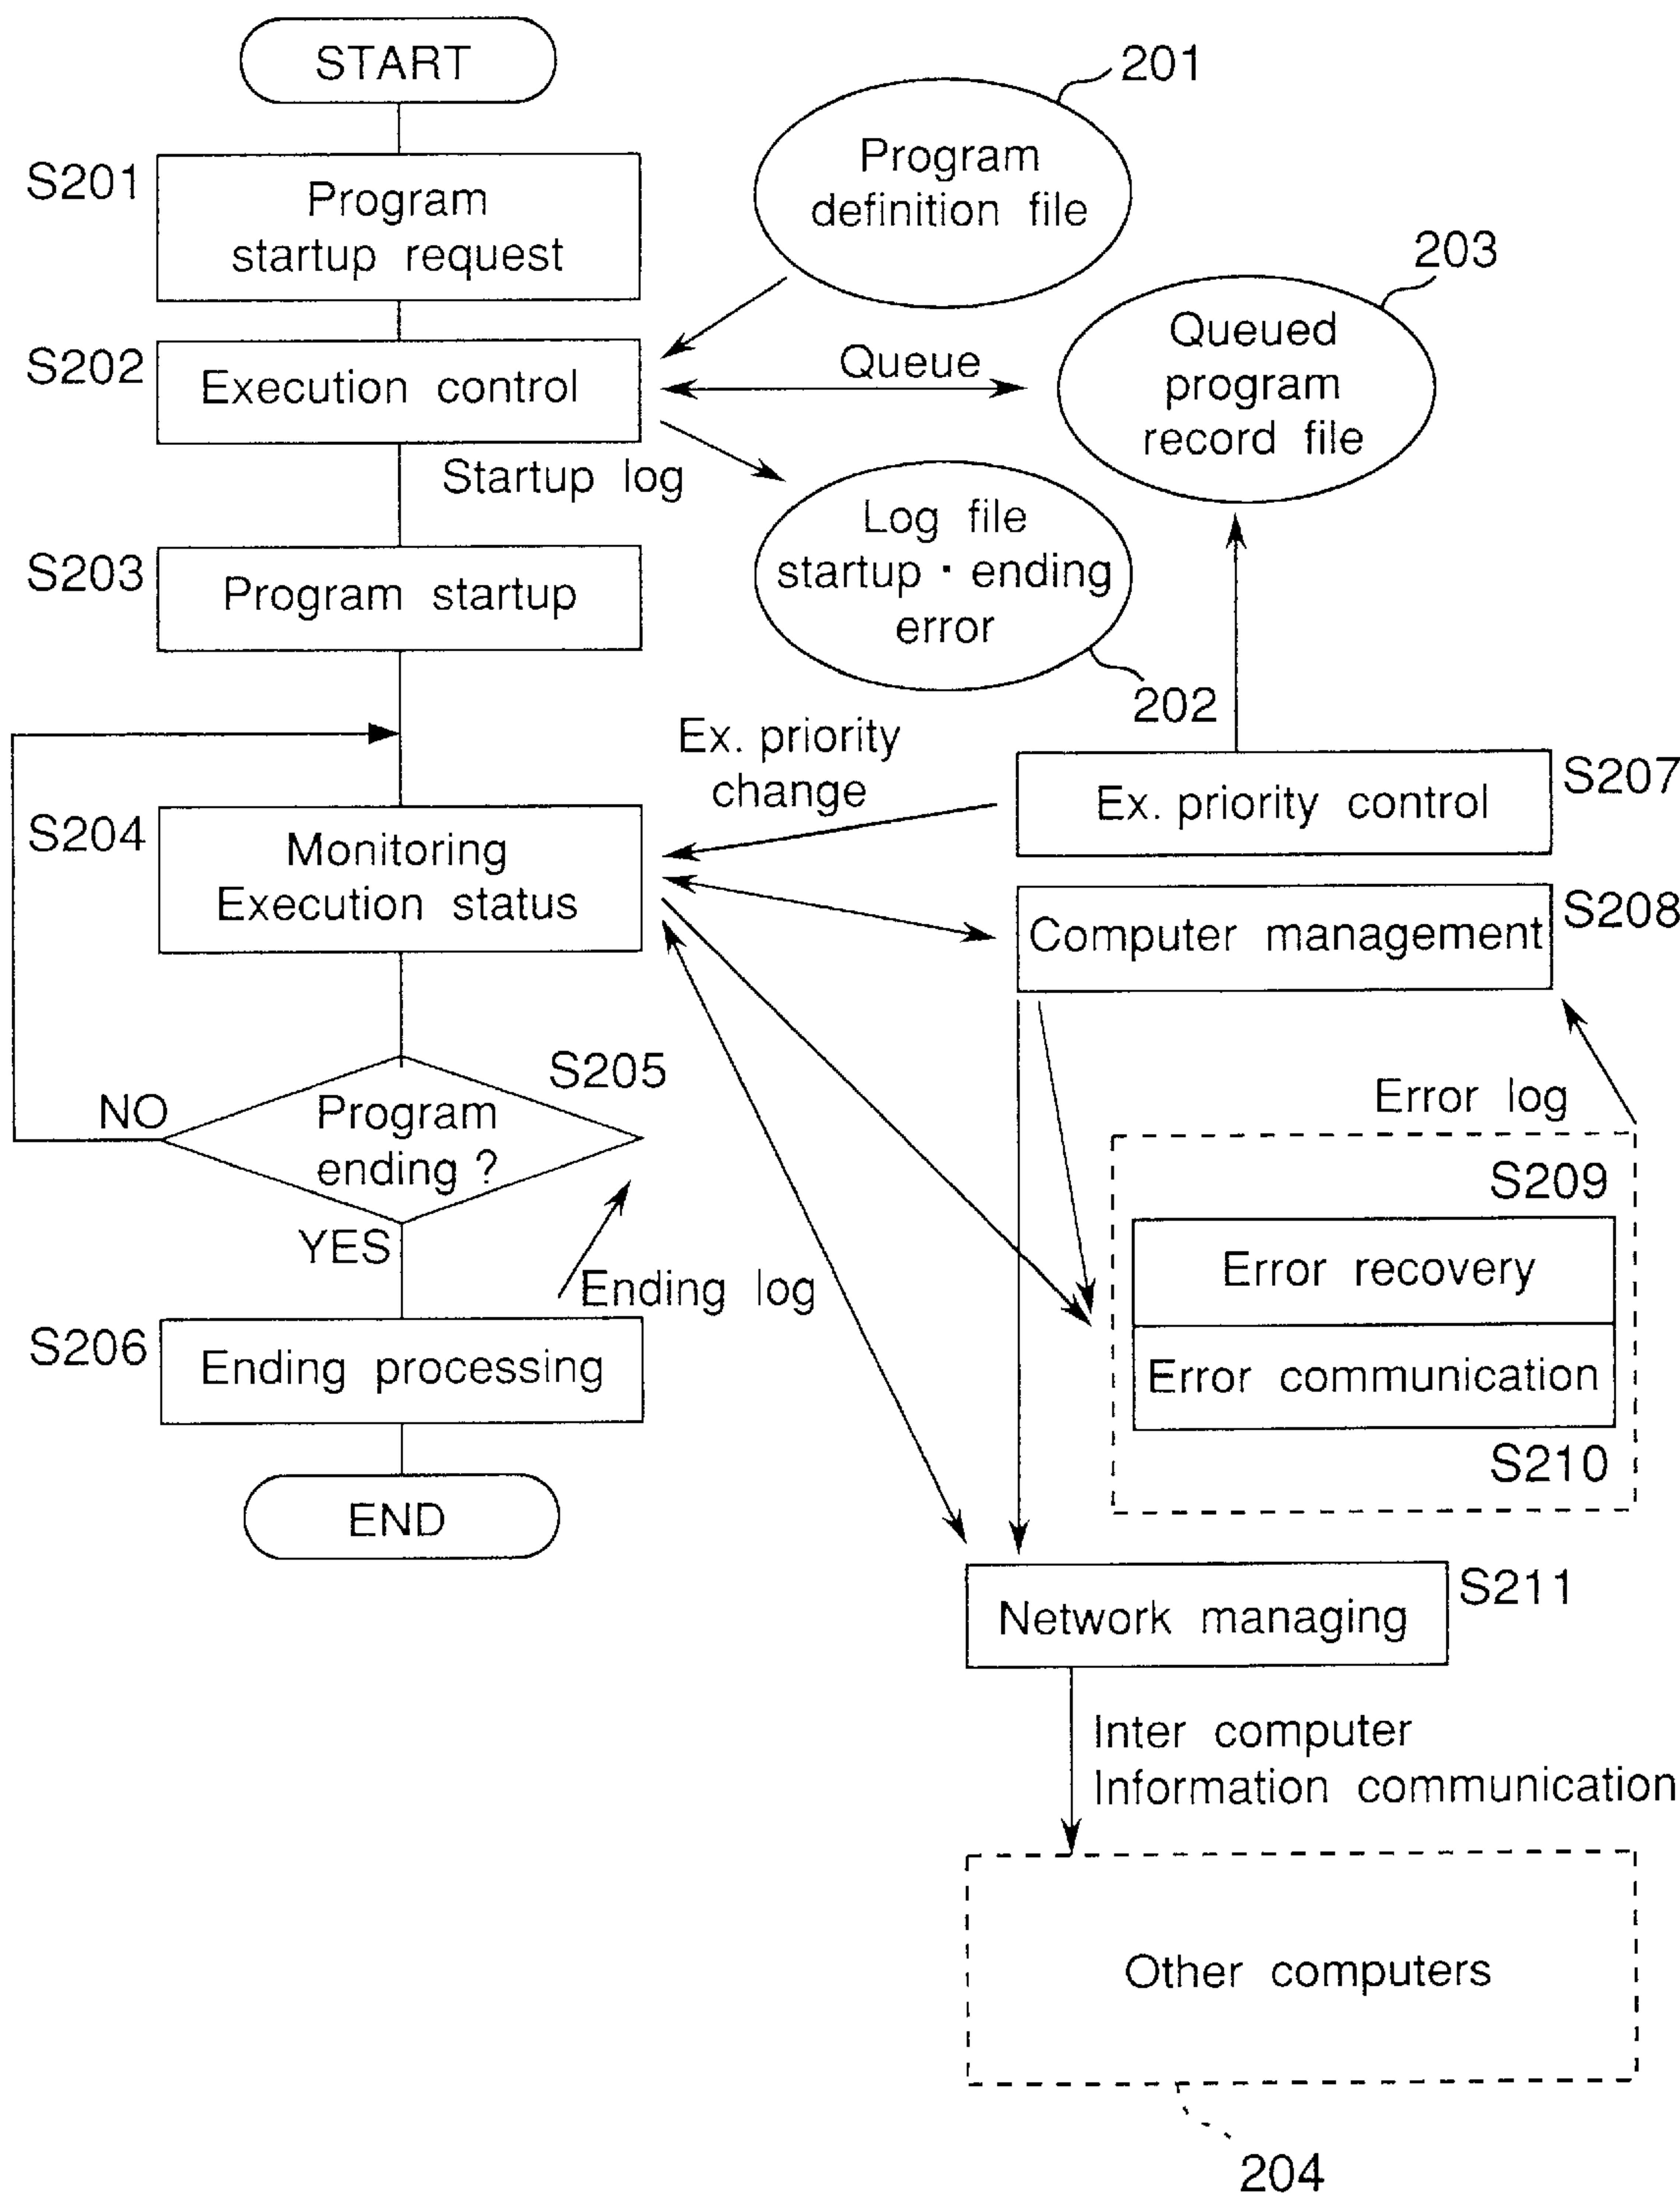 START
201
Program
definition file
S201
Program
startup request
203
Queued
program
record file
S202
Execution control
Queue
Startup log
Log file
startup · ending
error
202
S203
Program startup
Ex. priority
change
S207
Ex. priority control
S204
Monitoring
Execution status
S208
Computer management
S205
NO
Program
ending ?
YES
Error log
S209
Error recovery
Error communication
S210
Ending log
S206
Ending processing
END
S211
Network managing
Inter computer
Information communication
Other computers
204